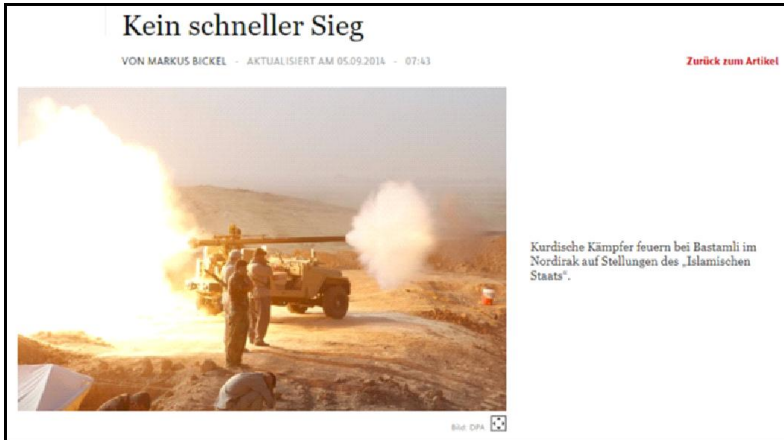 Kein schneller Sieg
VON MARKUS BICKEL - AKTUALISIERT AM 05.09.2014 - 07:43
Zurück zum Artikel
Kurdische Kämpfer feuern bei Bastamli im
Nordirak auf Stellungen des „Islamischen
Staats“.
Bild: DPA